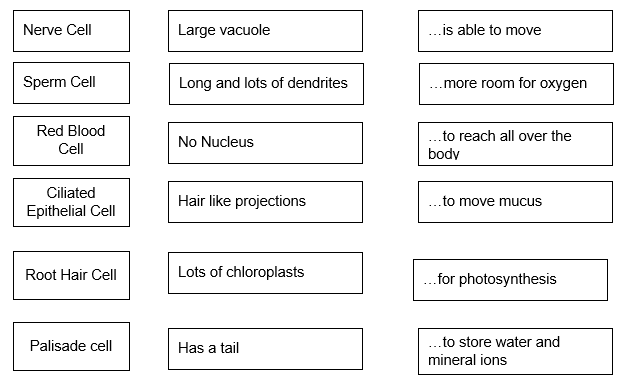 Nerve Cell
Large vacuole
…is able to move
Sperm Cell
Long and lots of dendrites
…more room for oxygen
Red Blood
Cell
No Nucleus
…to reach all over the
body
Ciliated
Epithelial Cell
Hair like projections
…to move mucus
Root Hair Cell
Lots of chloroplasts
…for photosynthesis
Palisade cell
Has a tail
…to store water and
mineral ions